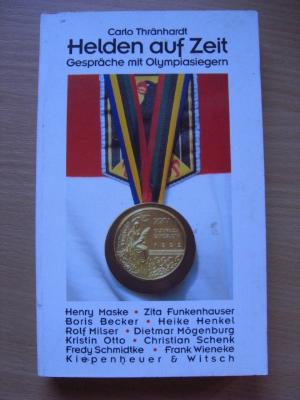 Carlo Thränhardt
Helden auf Zeit
Gespräche mit Olympiasiegern
Henry Maske • Zita Funkenhauser
Boris Becker • Heike Henkel
Rolf Milser • Dietmar Mögenburg
Kristin Otto • Christian Schenk
Fredy Schmidtke • Frank Wieneke
Kiepenheuer & Witsch